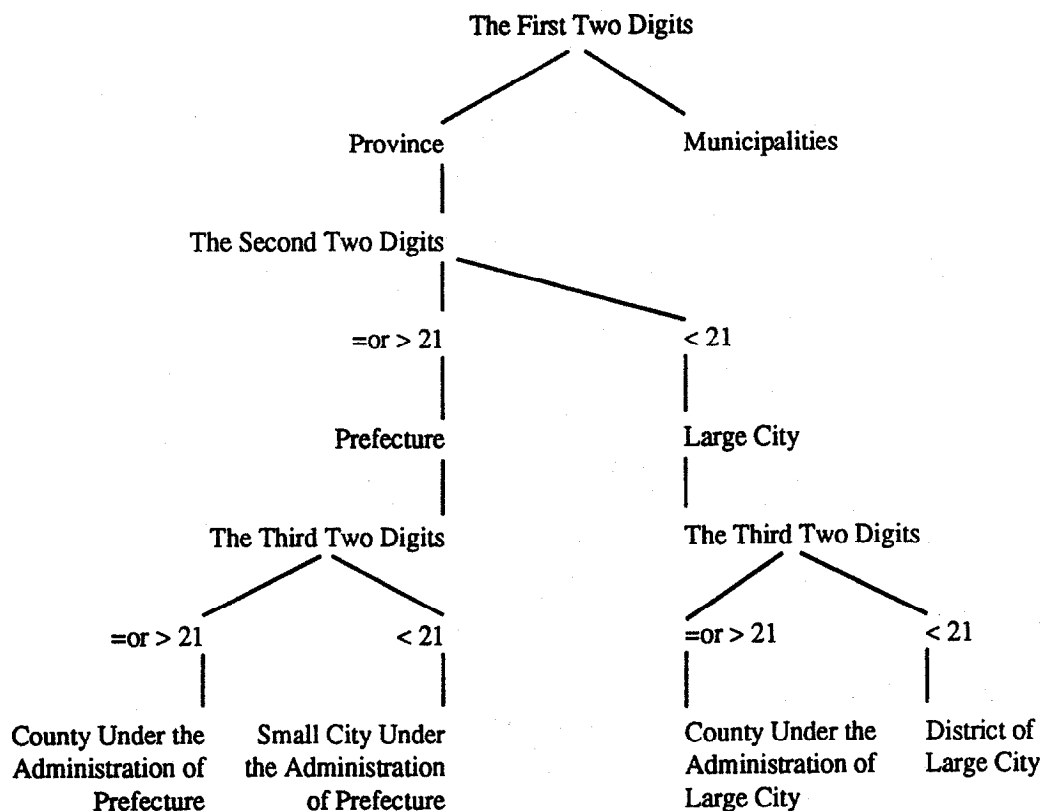 The First Two Digits
Province
Municipalities
The Second Two Digits
=or > 21
< 21
Prefecture
Large City
The Third Two Digits
The Third Two Digits
=or > 21
< 21
=or > 21
< 21
County Under the
Administration of
Prefecture
Small City Under
the Administration
of Prefecture
County Under the
Administration of
Large City
District of
Large City